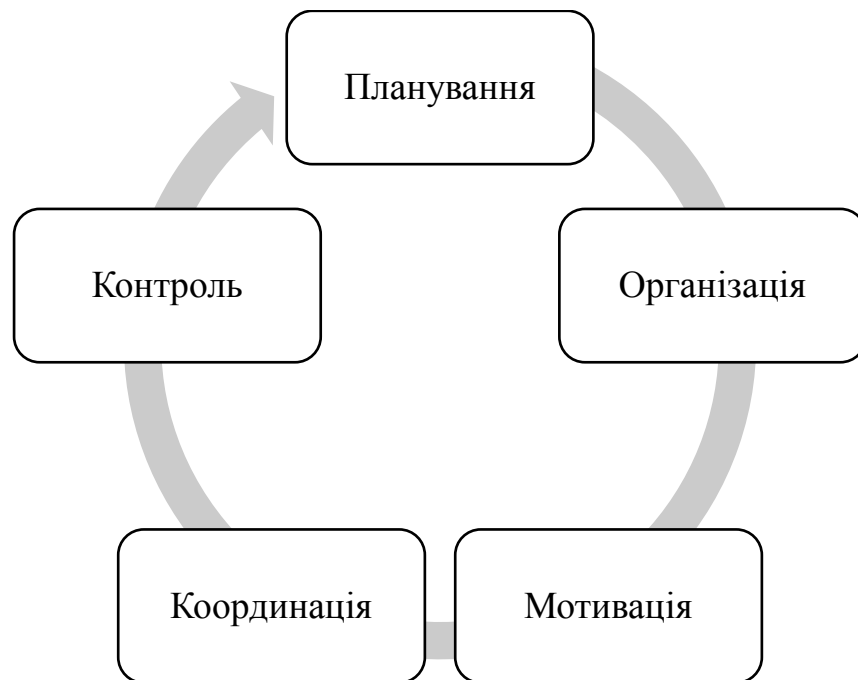 Планування
Організація
Мотивація
Координація
Контроль